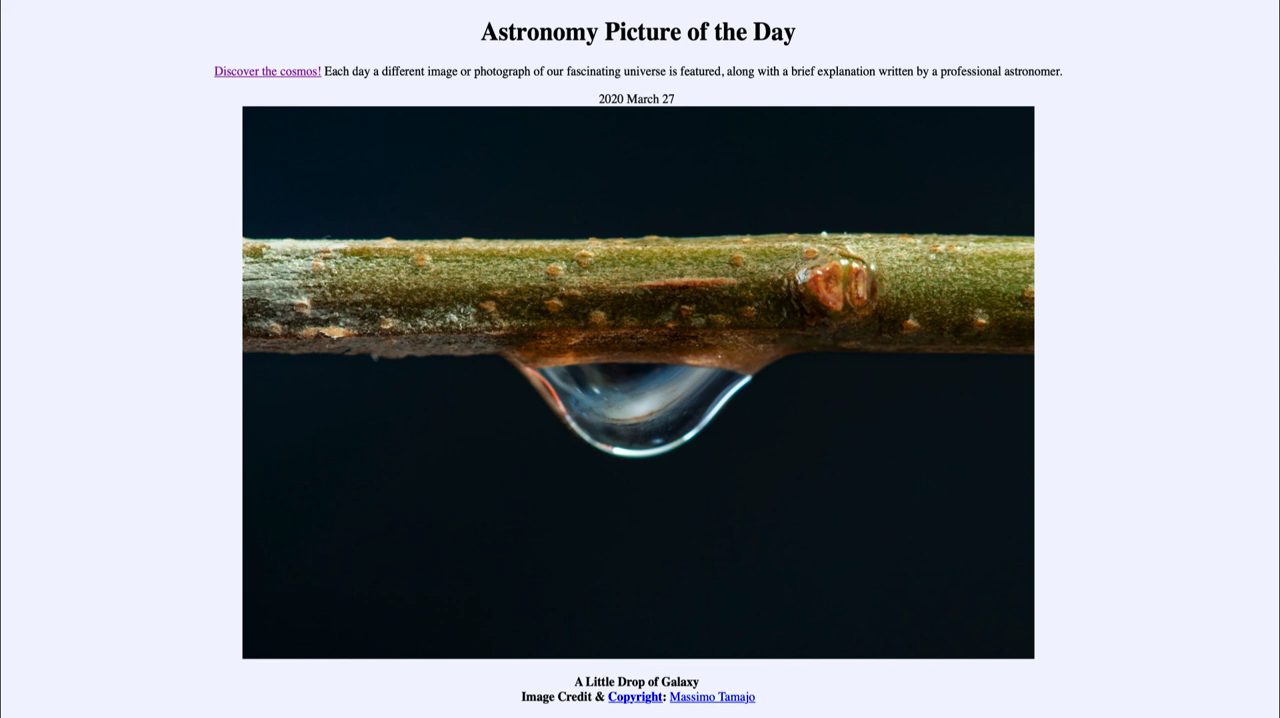 Astronomy Picture of the Day
Discover the cosmos! Each day a different image or photograph of our fascinating universe is featured, along with a brief explanation written by a professional astronomer.
2020 March 27
A Little Drop of Galaxy
Image Credit & Copyright: Massimo Tamajo